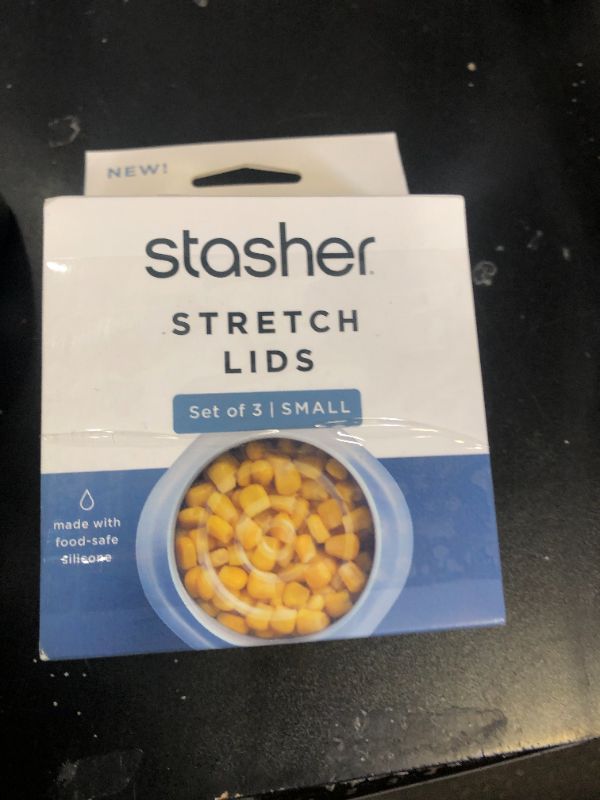 NEW!
stasher
STRETCH
LIDS
Set of 3 | SMALL
made with
food-safe
silicone